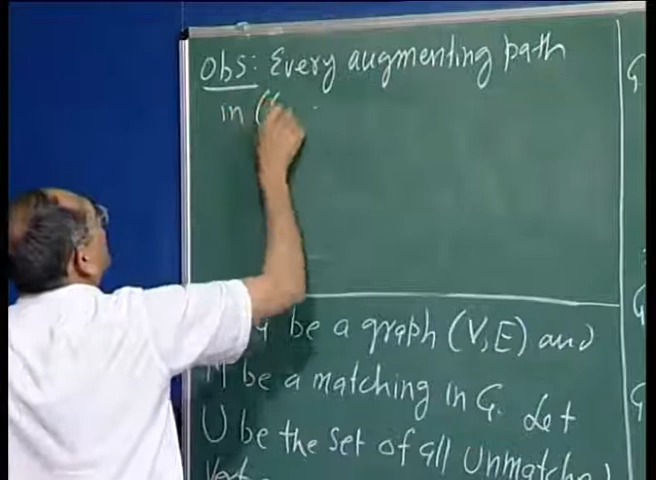 Obs: Every augmenting path
in
be a graph (V, E) and
be a matching in G. Let
U be the set of all Unmatched